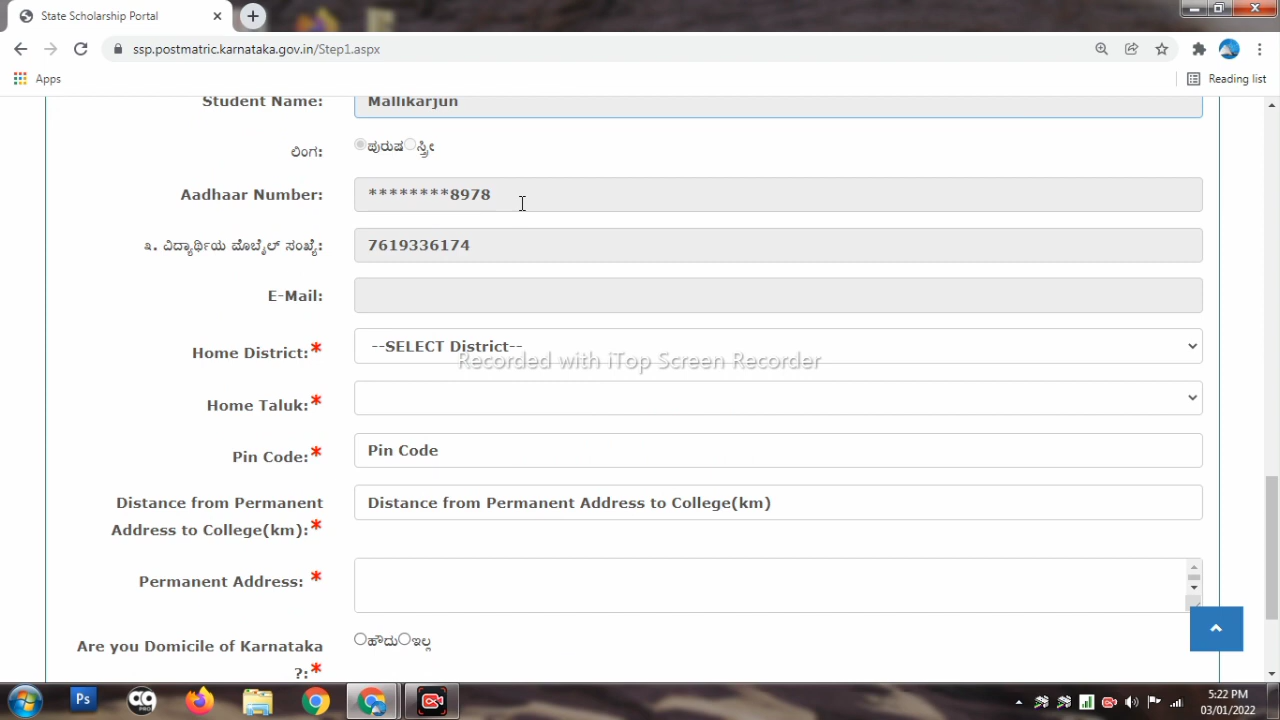 State Scholarship Portal
ssp.postmatric.karnataka.gov.in/Step1.aspx
Apps
Reading list
Student Name:
Mallikarjun
ಲಿಂಗ:
ಪುರುಷ ಸ್ತ್ರೀ
Aadhaar Number:
********8978
೩. ವಿದ್ಯಾರ್ಥಿಯ ಮೊಬೈಲ್ ಸಂಖ್ಯೆ:
7619336174
E-Mail:
Home District:*
--SELECT District--
Recorded with iTop Screen Recorder
Home Taluk:*
Pin Code:*
Pin Code
Distance from Permanent
Address to College(km):*
Distance from Permanent Address to College(km)
Permanent Address: *
Are you Domicile of Karnataka
?:*
ಹೌದು ಇಲ್ಲ
Ps
PRO
5:22 PM
03/01/2022